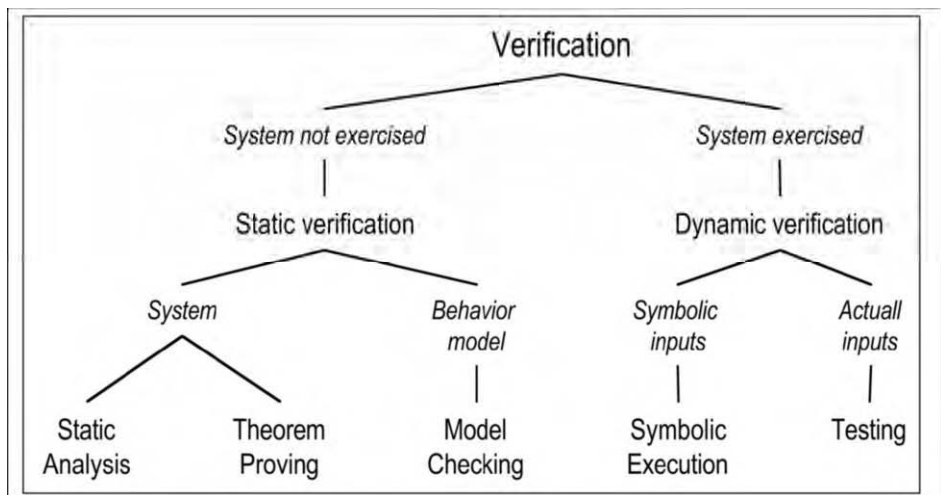 Verification
System not exercised System exercised
Static verification Dynamic verification
System Behavior Symbolic Actuall
model inputs inputs
Static Theorem Model Symbolic Testing
Analysis Proving Checking Execution